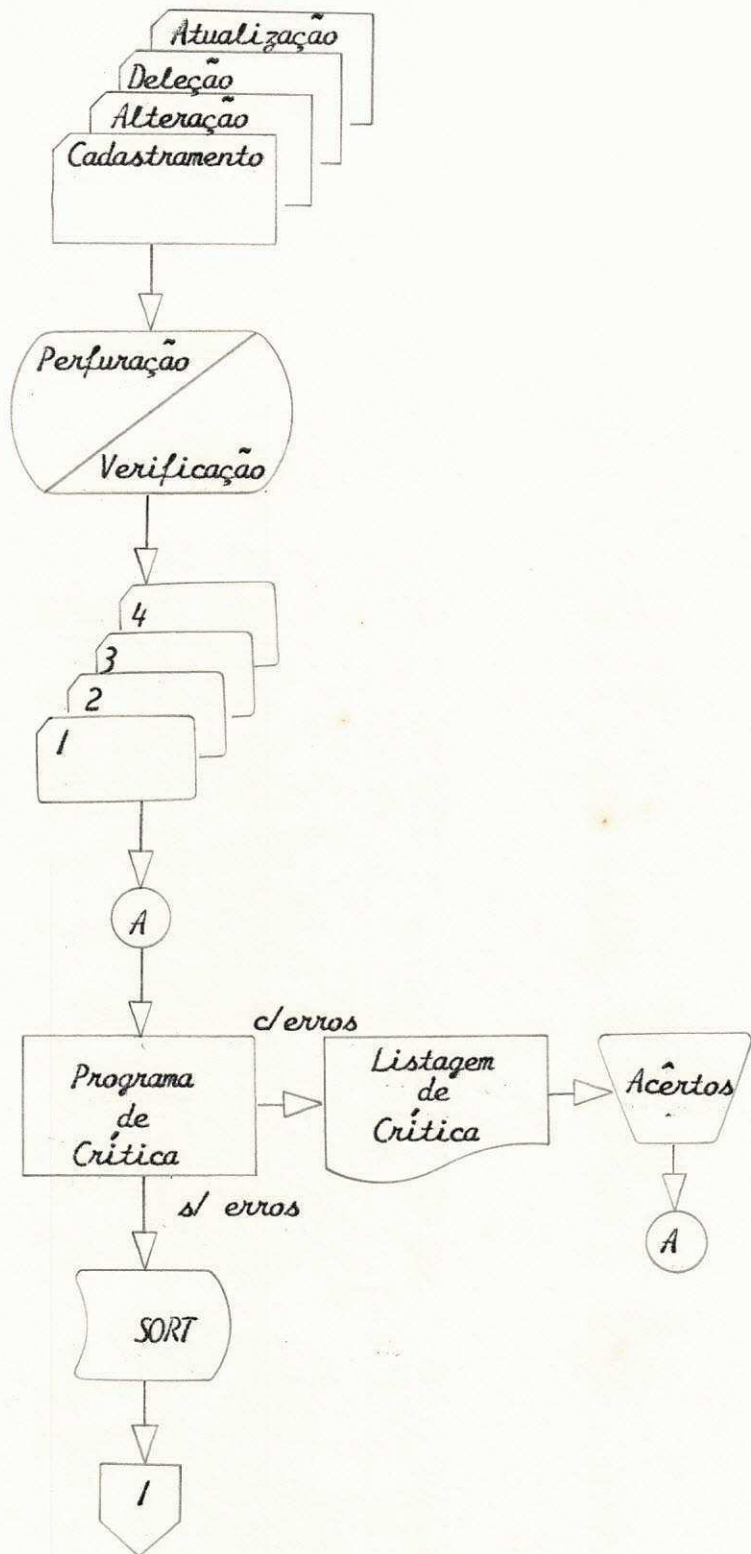 Atualização
Deleção
Alteração
Cadastramento
Perfuração
Verificação
4
3
2
1
A
c/ erros
Programa
de
Crítica
Listagem
de
Crítica
Acêrtos
s/ erros
A
SORT
1